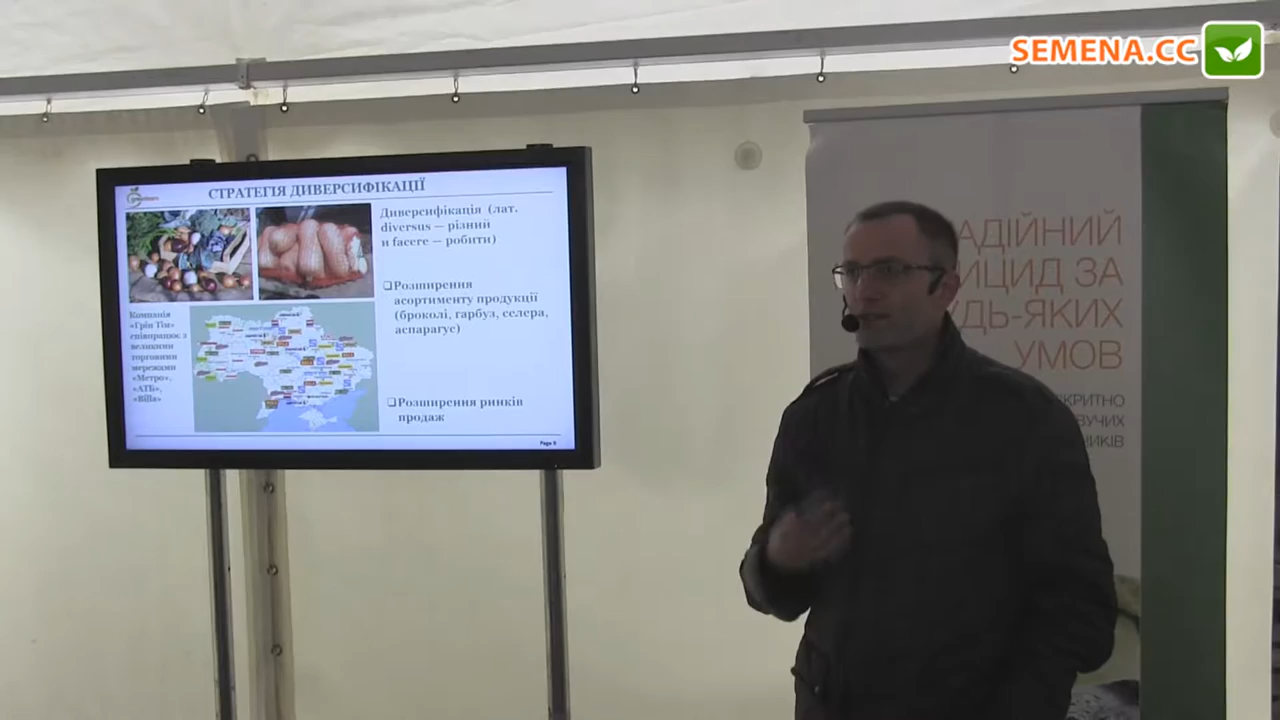 SEMENA.CC
СТРАТЕГІЯ ДИВЕРСИФІКАЦІЇ
Диверсифікація (лат.
diversus — різний
и facere — робити)
❑Розширення
асортименту продукції
(броколі, гарбуз, селера,
аспарагус)
Компанія
«Грін Тім»
співпрацює з
великими
торговими
мережами
«Метро»,
«АТБ»,
«Billa»
❑Розширення ринків
продаж
Page 9
АДІЙНИЙ
ИЦИД ЗА
УДЬ-ЯКИХ
УМОВ
КРИТНО
ВУЧИХ
НИКІВ